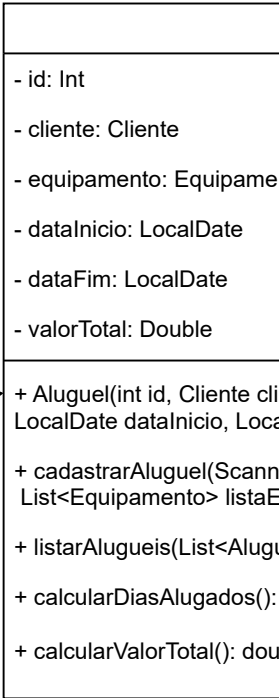 - id: Int
- cliente: Cliente
- equipamento: Equipame
- dataInicio: LocalDate
- dataFim: LocalDate
- valorTotal: Double
+ Aluguel(int id, Cliente cli
LocalDate dataInicio, Loca
+ cadastrarAluguel(Scann
List<Equipamento> listaE
+ listarAlugueis(List<Alugu
+ calcularDiasAlugados():
+ calcularValorTotal(): dou